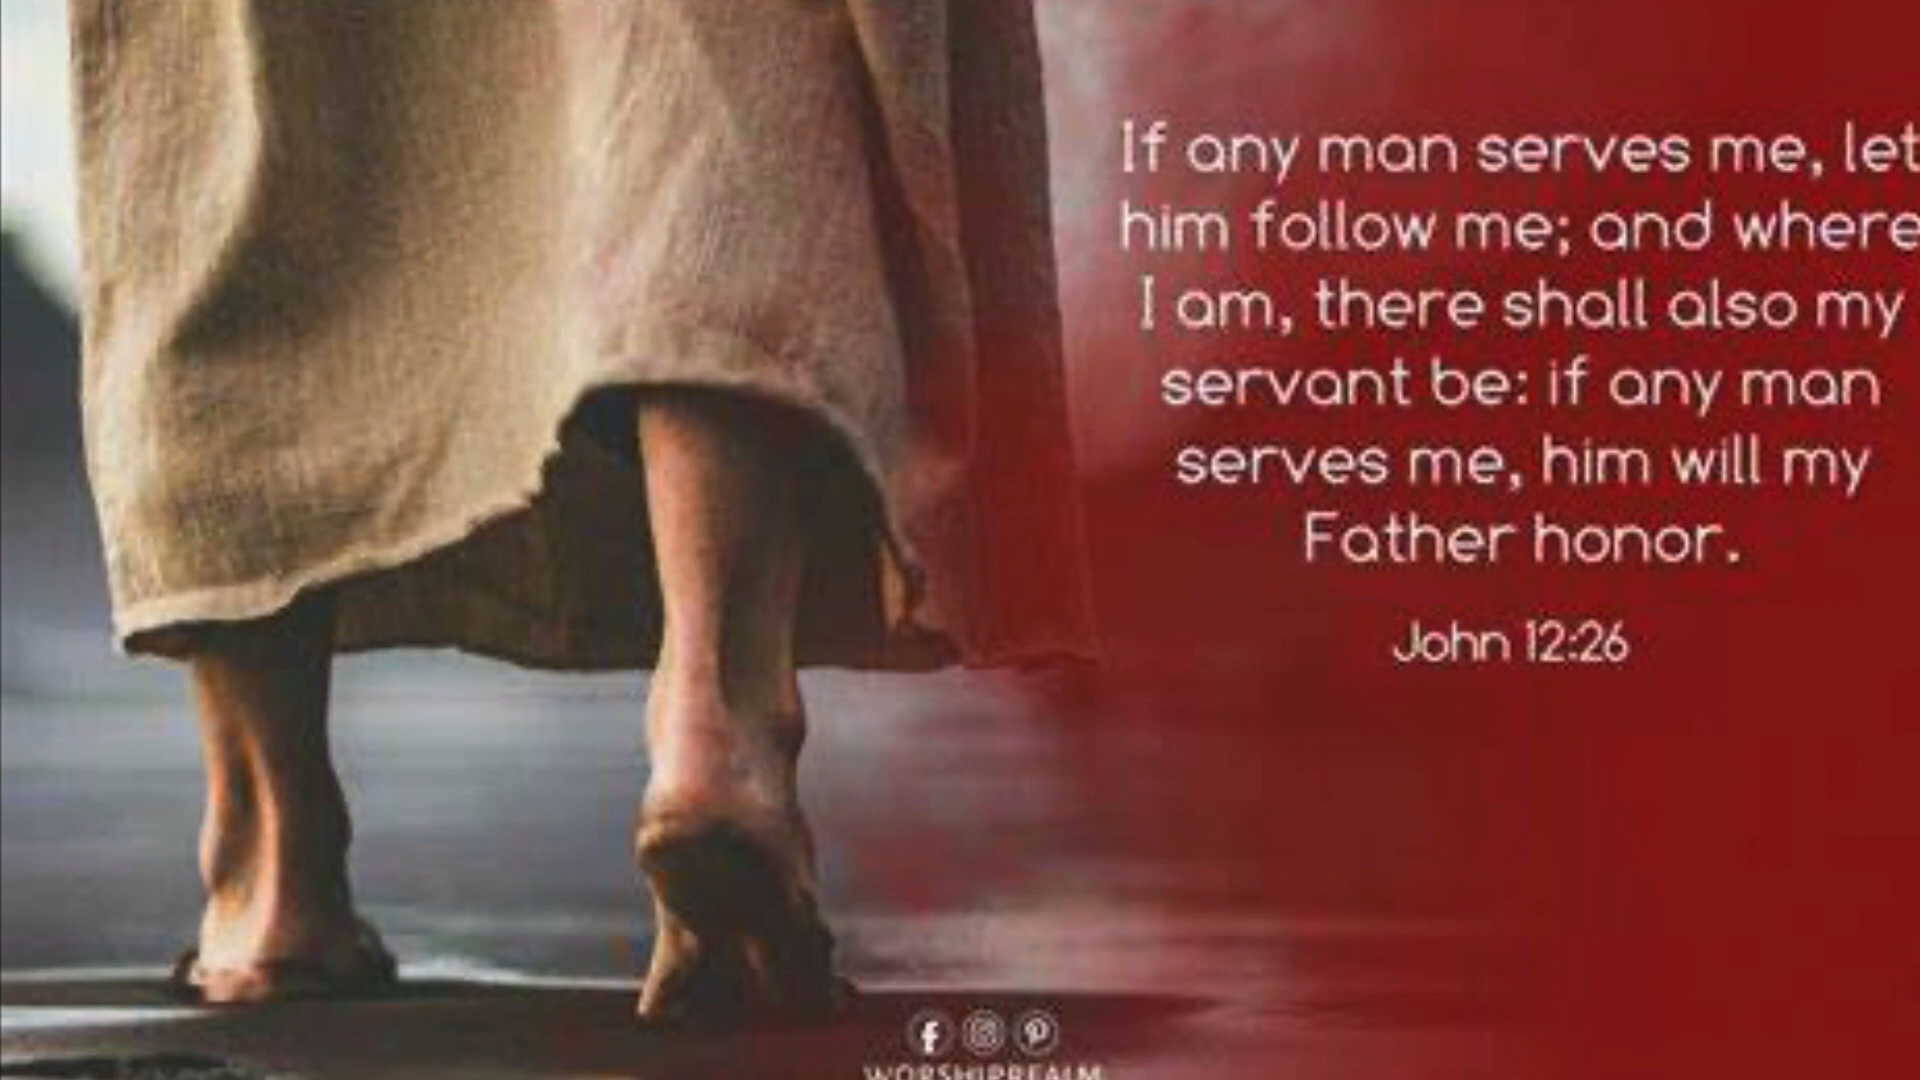 If any man serves me, let
him follow me; and where
I am, there shall also my
servant be: if any man
serves me, him will my
Father honor.
John 12:26
WORSHIPREALM